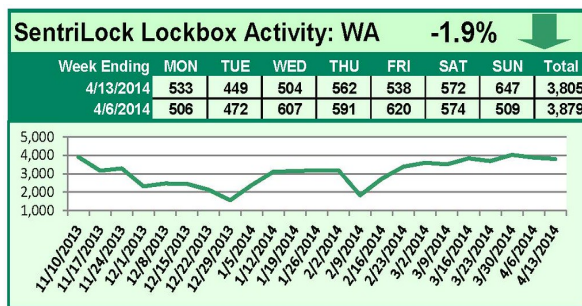 SentriLock Lockbox Activity: WA -1.9%
Week Ending MON TUE WED THU FRI SAT SUN Total
4/13/2014 533 449 504 562 538 572 647 3,805
4/6/2014 506 472 607 591 620 574 509 3,879
5,000
4,000
3,000
2,000
1,000
11/10/2013 11/17/2013 11/24/2013 12/1/2013 12/8/2013 12/15/2013 12/22/2013 12/29/2013 1/5/2014 1/12/2014 1/19/2014 1/26/2014 2/2/2014 2/9/2014 2/16/2014 2/23/2014 3/2/2014 3/9/2014 3/16/2014 3/23/2014 3/30/2014 4/6/2014 4/13/2014